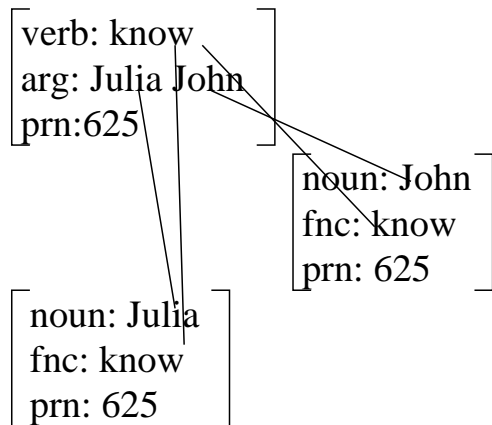 verb: know
arg: Julia John
prn:625
noun: John
fnc: know
prn: 625
noun: Julia
fnc: know
prn: 625